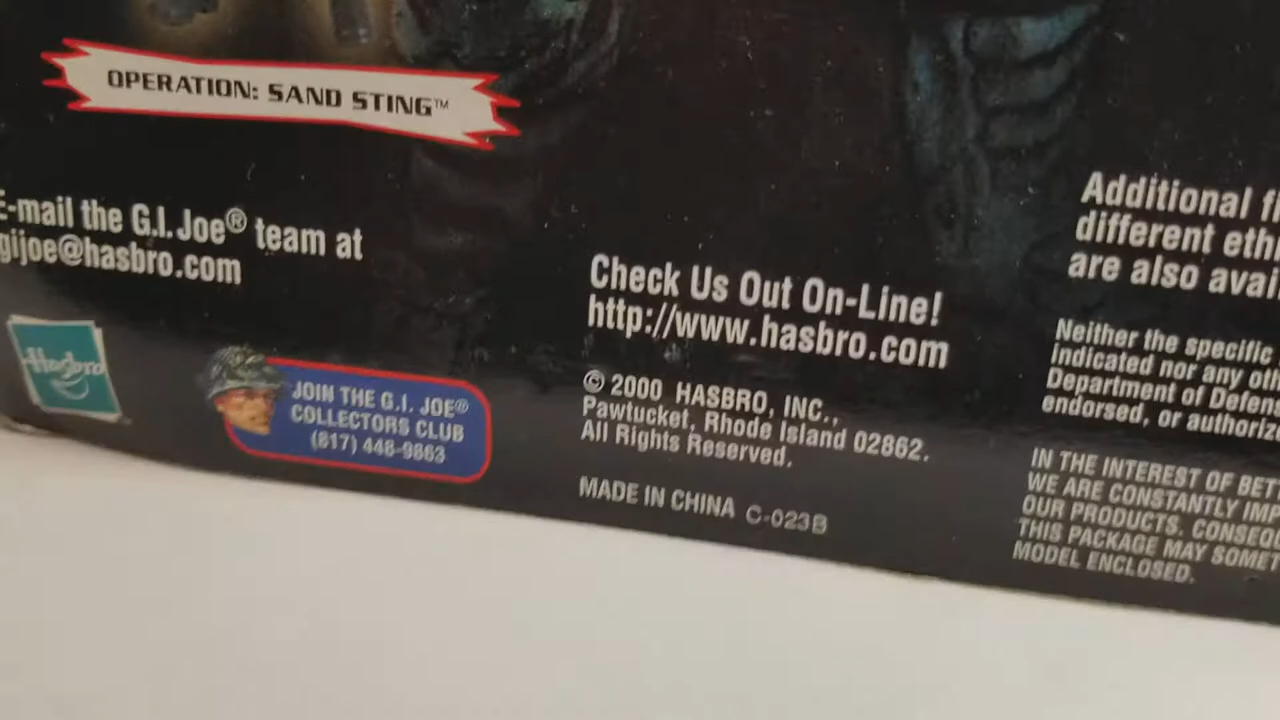 OPERATION: SAND STING™
E-mail the G.I. Joe® team at
gijoe@hasbro.com
Hasbro
JOIN THE G.I. JOE®
COLLECTORS CLUB
(817) 448-9863
Check Us Out On-Line!
http://www.hasbro.com
© 2000 HASBRO, INC.,
Pawtucket, Rhode Island 02862.
All Rights Reserved.
MADE IN CHINA C-023B
Additional
different
are also
Neither the specific
indicated nor any
Department of
endorsed, or
IN THE INTEREST OF
WE ARE CONSTANTLY
OUR PRODUCTS.
THIS PACKAGE MAY
MODEL ENCLOSED.